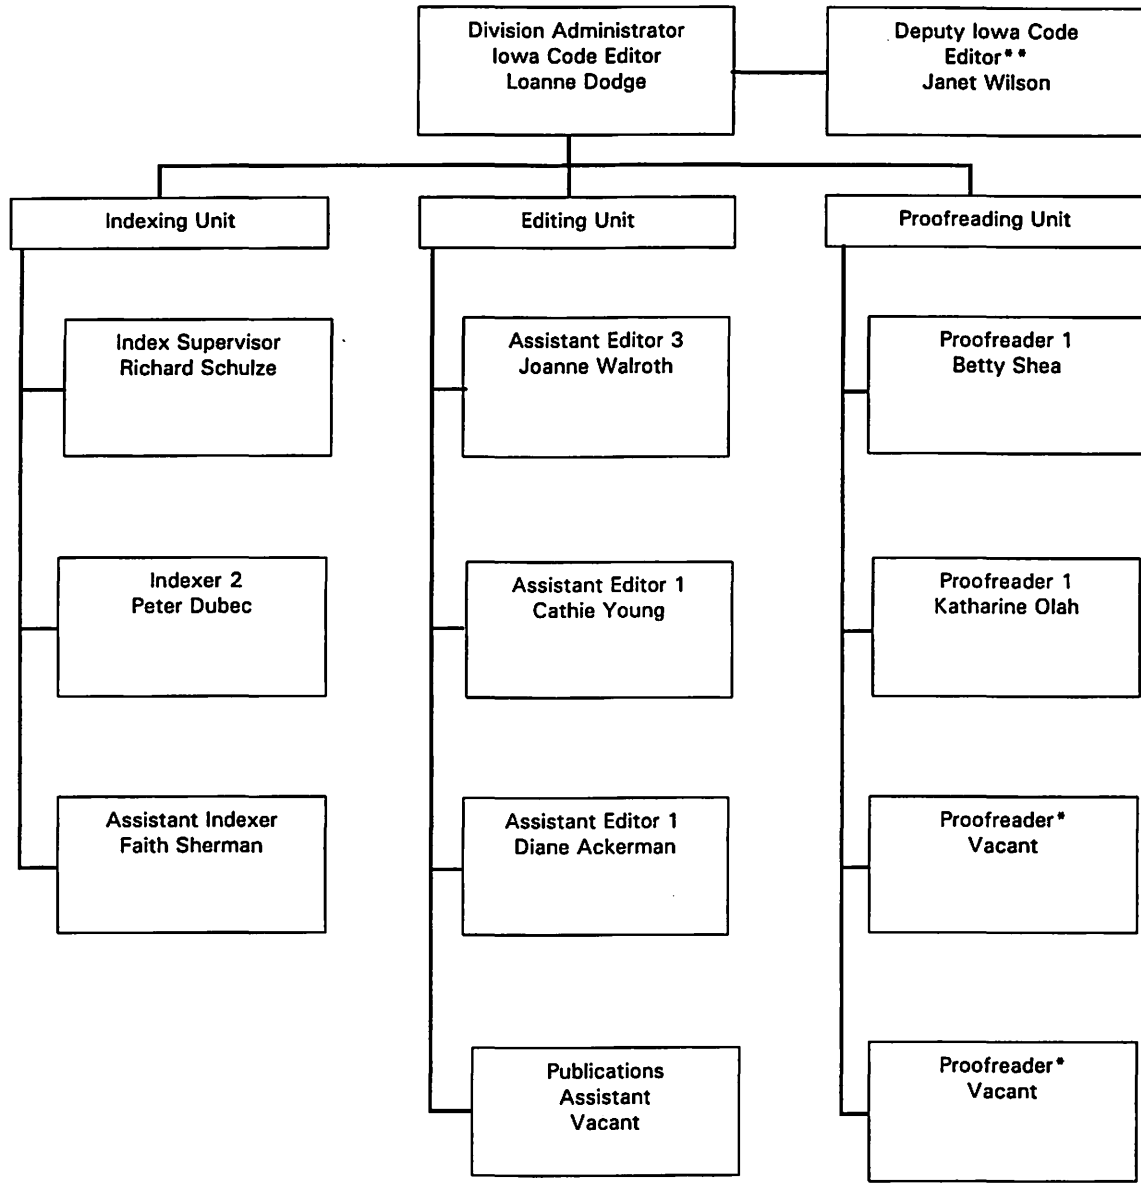 Division Administrator
Iowa Code Editor
Loanne Dodge
Deputy Iowa Code
Editor**
Janet Wilson
Indexing Unit
Editing Unit
Proofreading Unit
Index Supervisor
Richard Schulze
Assistant Editor 3
Joanne Walroth
Proofreader 1
Betty Shea
Indexer 2
Peter Dubec
Assistant Editor 1
Cathie Young
Proofreader 1
Katharine Olah
Assistant Indexer
Faith Sherman
Assistant Editor 1
Diane Ackerman
Proofreader*
Vacant
Publications
Assistant
Vacant
Proofreader*
Vacant